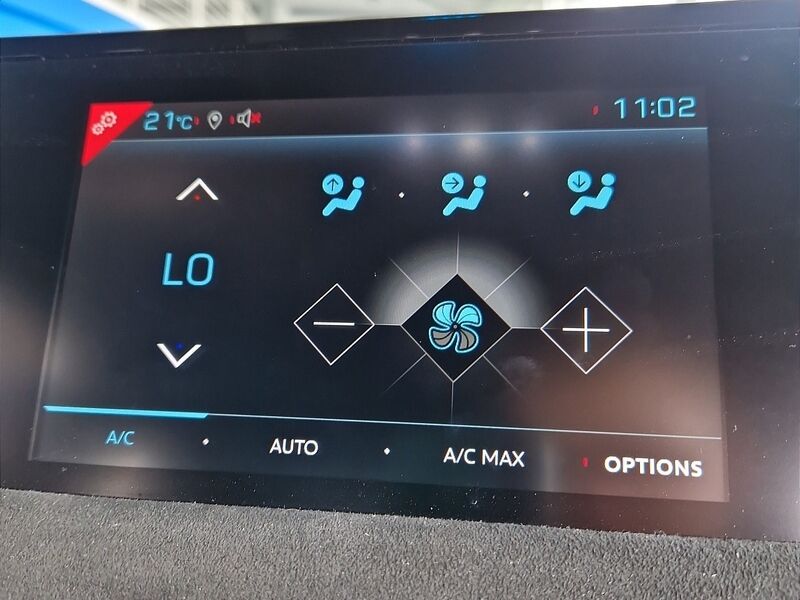 21°C 11:02
LO
A/C AUTO A/C MAX OPTIONS